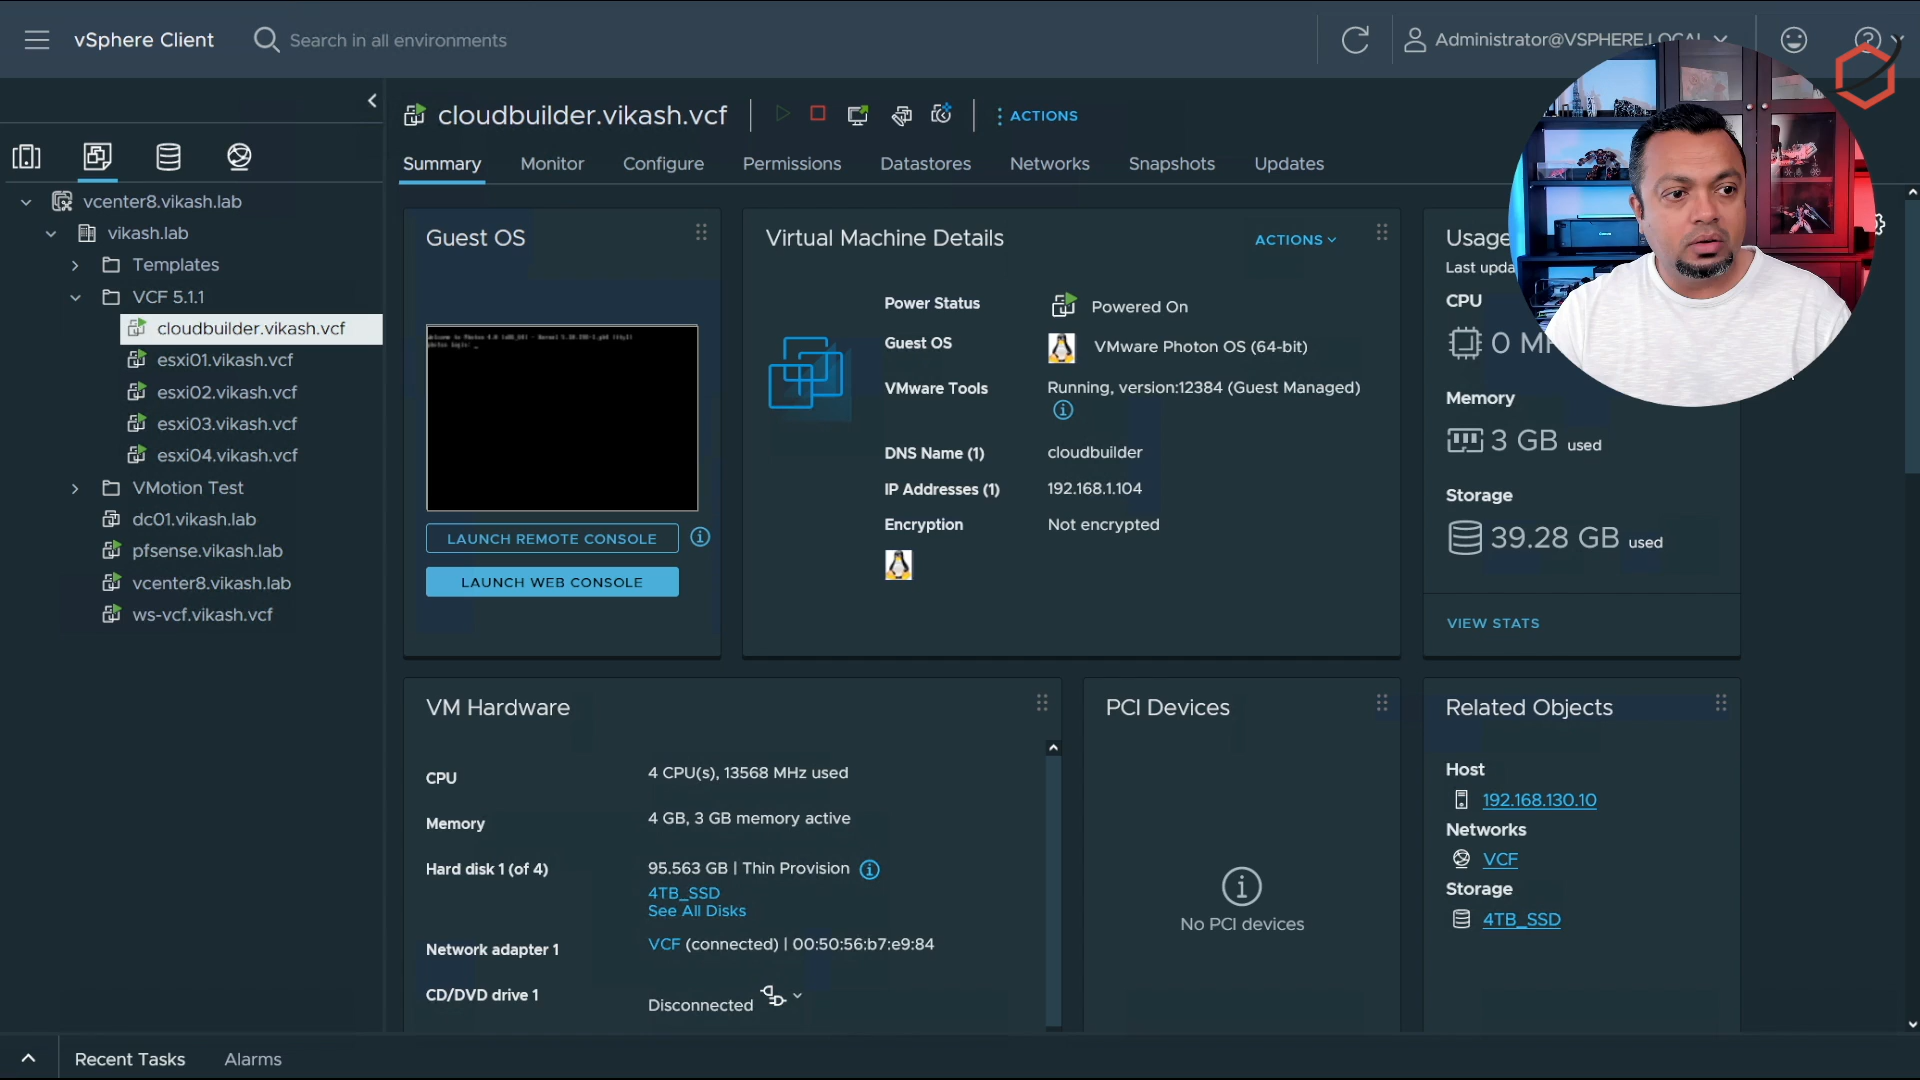 vSphere Client
Search in all environments
Administrator@VSPHERE.LOCAL
cloudbuilder.vikash.vcf
ACTIONS
Summary
Monitor
Configure
Permissions
Datastores
Networks
Snapshots
Updates
vcenter8.vikash.lab
vikash.lab
Templates
VCF 5.1.1
cloudbuilder.vikash.vcf
esxi01.vikash.vcf
esxi02.vikash.vcf
esxi03.vikash.vcf
esxi04.vikash.vcf
VMotion Test
dc01.vikash.lab
pfsense.vikash.lab
vcenter8.vikash.lab
ws-vcf.vikash.vcf
Guest OS
LAUNCH REMOTE CONSOLE
LAUNCH WEB CONSOLE
Virtual Machine Details
ACTIONS
Power Status
Powered On
Guest OS
VMware Photon OS (64-bit)
VMware Tools
Running, version:12384 (Guest Managed)
DNS Name (1)
cloudbuilder
IP Addresses (1)
192.168.1.104
Encryption
Not encrypted
Usage
Last upda
CPU
0
Memory
3 GB used
Storage
39.28 GB used
VIEW STATS
VM Hardware
CPU
4 CPU(s), 13568 MHz used
Memory
4 GB, 3 GB memory active
Hard disk 1 (of 4)
95.563 GB | Thin Provision
4TB_SSD
See All Disks
Network adapter 1
VCF (connected) | 00:50:56:b7:e9:84
CD/DVD drive 1
Disconnected
PCI Devices
No PCI devices
Related Objects
Host
192.168.130.10
Networks
VCF
Storage
4TB_SSD
Recent Tasks
Alarms